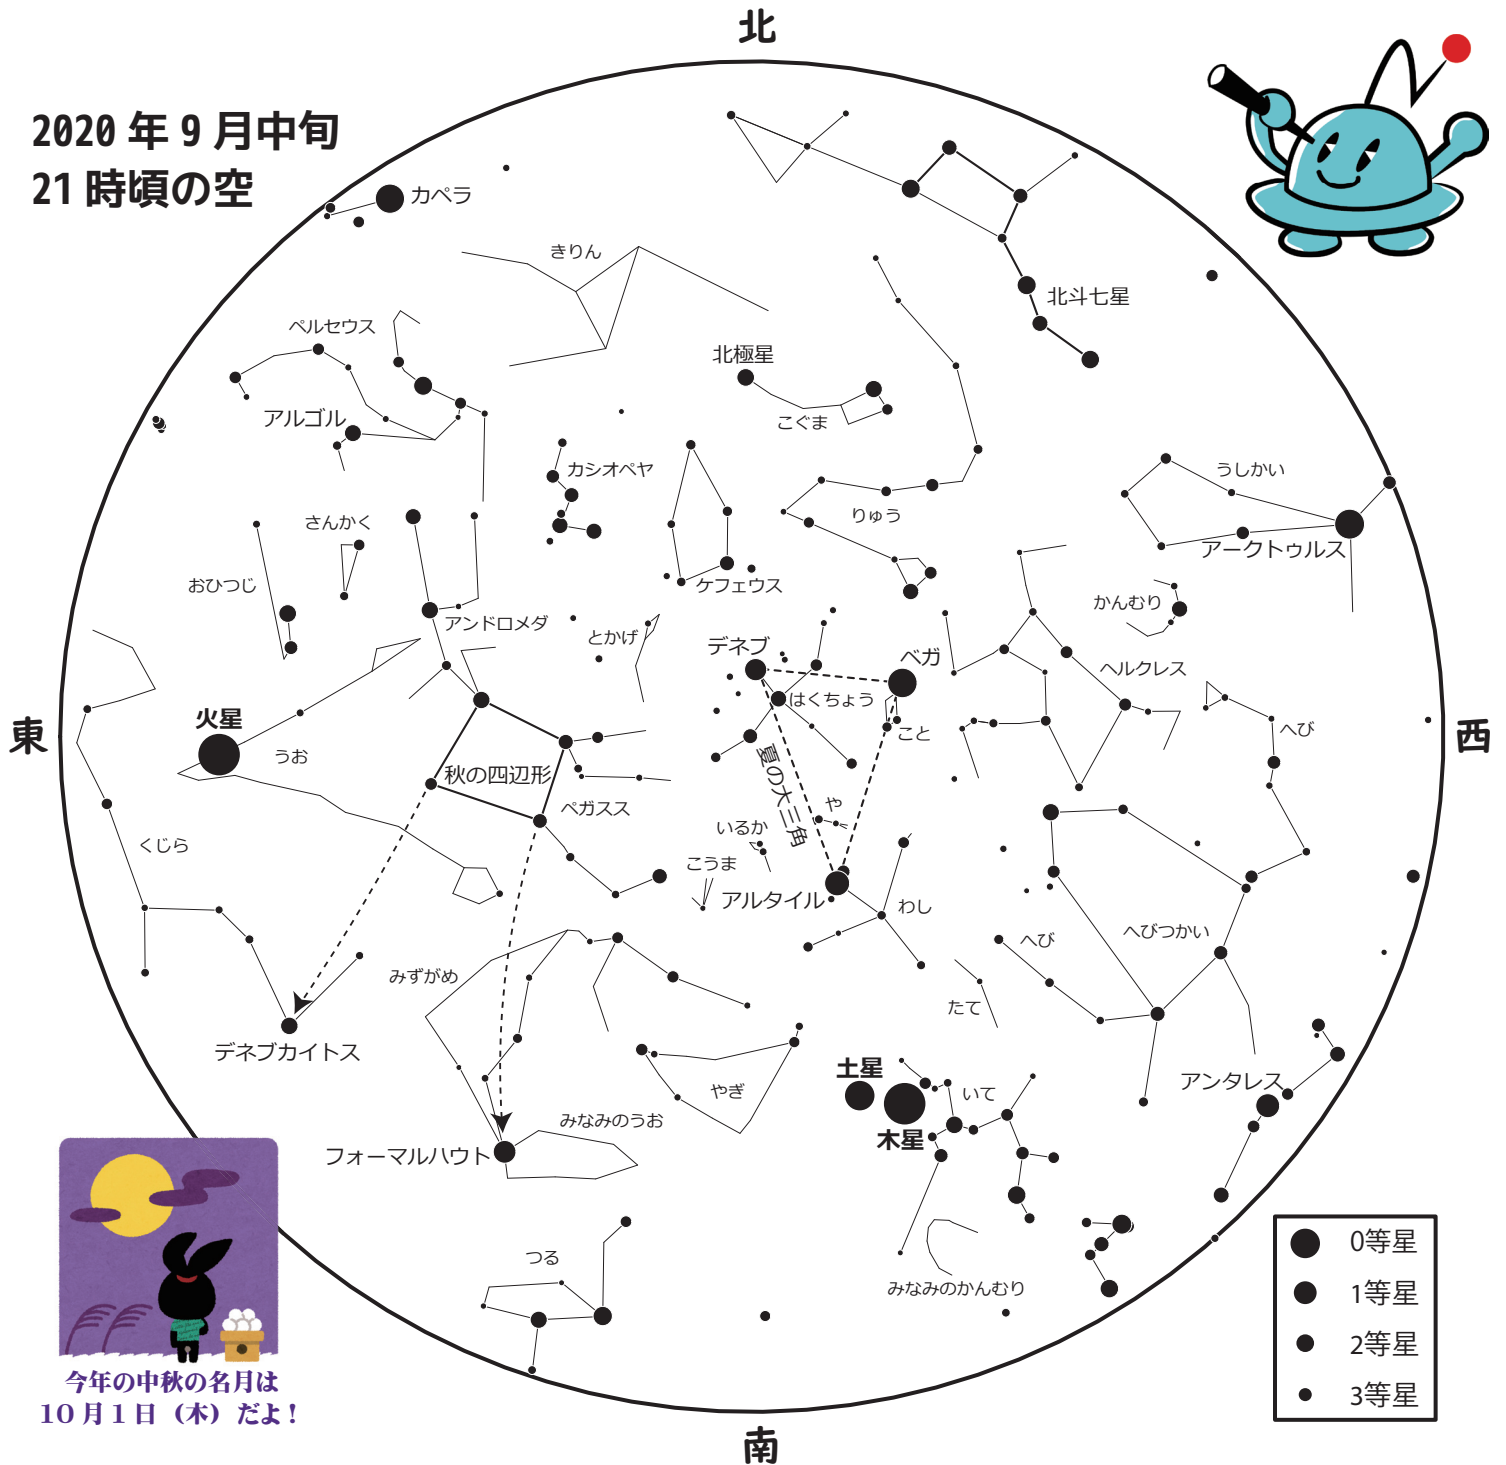 北
2020年9月中旬
21時頃の空
カペラ
きりん
北斗七星
ペルセウス
北極星
アルゴル
こぐま
カシオペヤ
うしかい
さんかく
りゅう
アークトゥルス
おひつじ
ケフェウス
かんむり
アンドロメダ
とかげ
デネブ
ベガ
ヘルクレス
はくちょう
火星
こと
へび
東
西
うお
夏の大三角
秋の四辺形
ペガスス
や
くじら
いるか
こうま
アルタイル
わし
へび
へびつかい
みずがめ
たて
デネブカイトス
土星
アンタレス
やぎ
いて
みなみのうお
木星
フォーマルハウト
つる
みなみのかんむり
0等星
1等星
2等星
3等星
今年の中秋の名月は
10月1日（木）だよ！
南